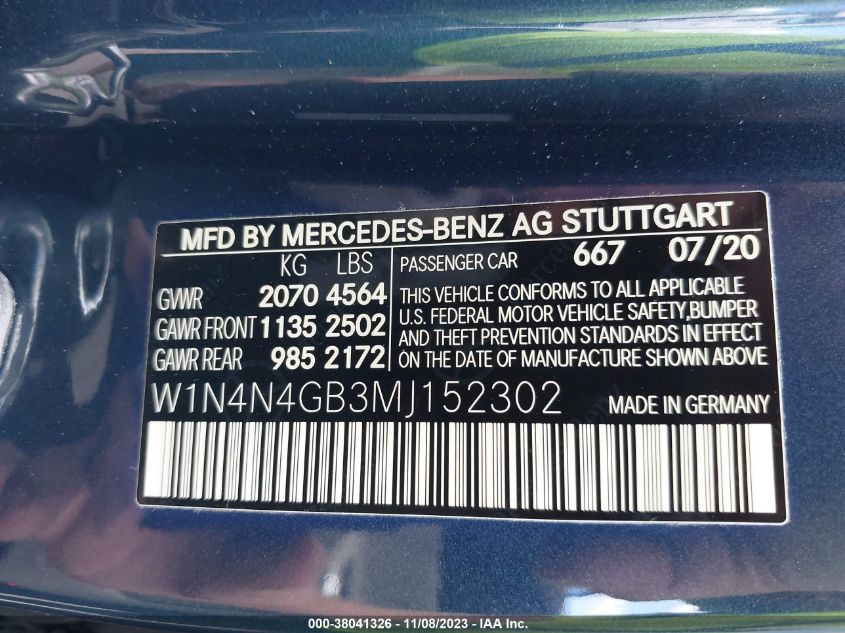 MFD BY MERCEDES-BENZ AG STUTTGART
KG LBS
PASSENGER CAR 667 07/20
GVWR 2070 4564
GAWR FRONT 1135 2502
GAWR REAR 985 2172
THIS VEHICLE CONFORMS TO ALL APPLICABLE
U.S. FEDERAL MOTOR VEHICLE SAFETY,BUMPER
AND THEFT PREVENTION STANDARDS IN EFFECT
ON THE DATE OF MANUFACTURE SHOWN ABOVE
W1N4N4GB3MJ152302 MADE IN GERMANY
000-38041326 - 11/08/2023 - IAA Inc.